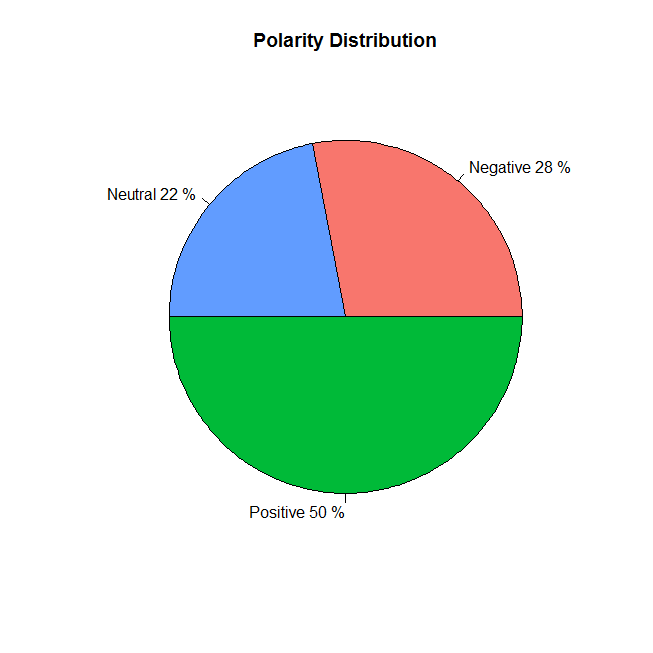 Polarity Distribution
Negative 28 %
Neutral 22 %
Positive 50 %